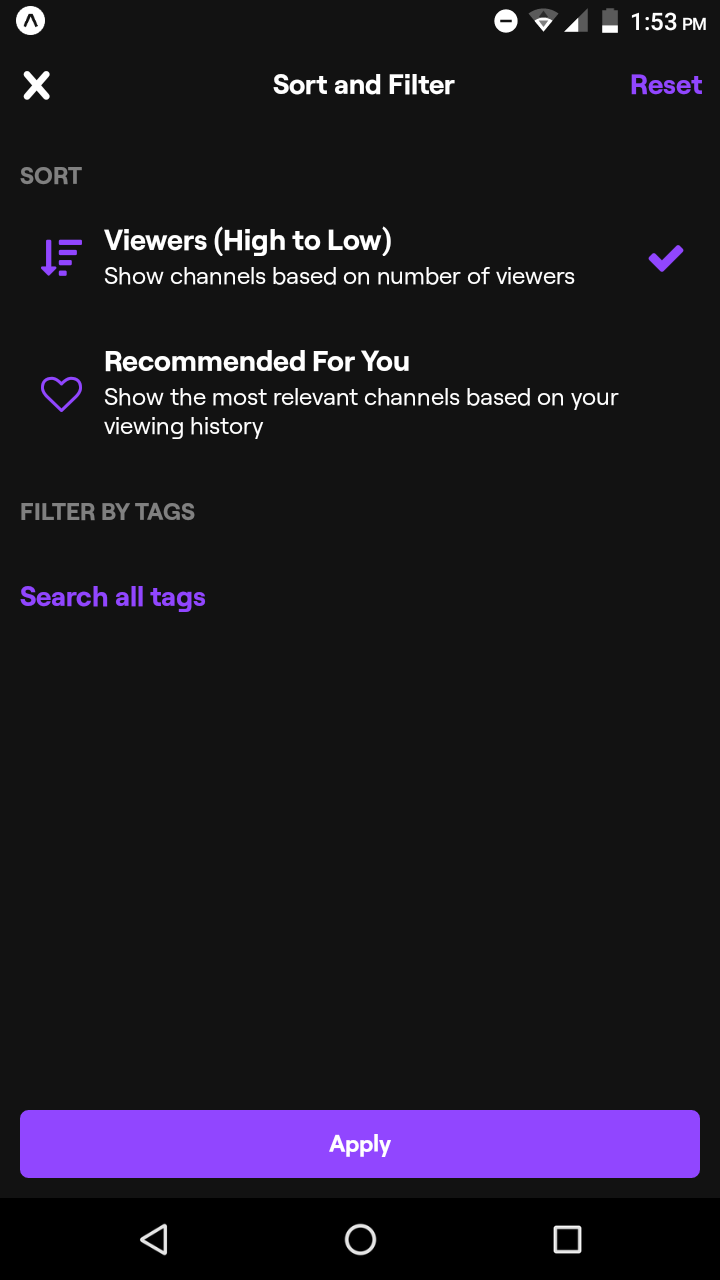 1:53 PM
Sort and Filter
Reset
SORT
Viewers (High to Low)
Show channels based on number of viewers
Recommended For You
Show the most relevant channels based on your
viewing history
FILTER BY TAGS
Search all tags
Apply